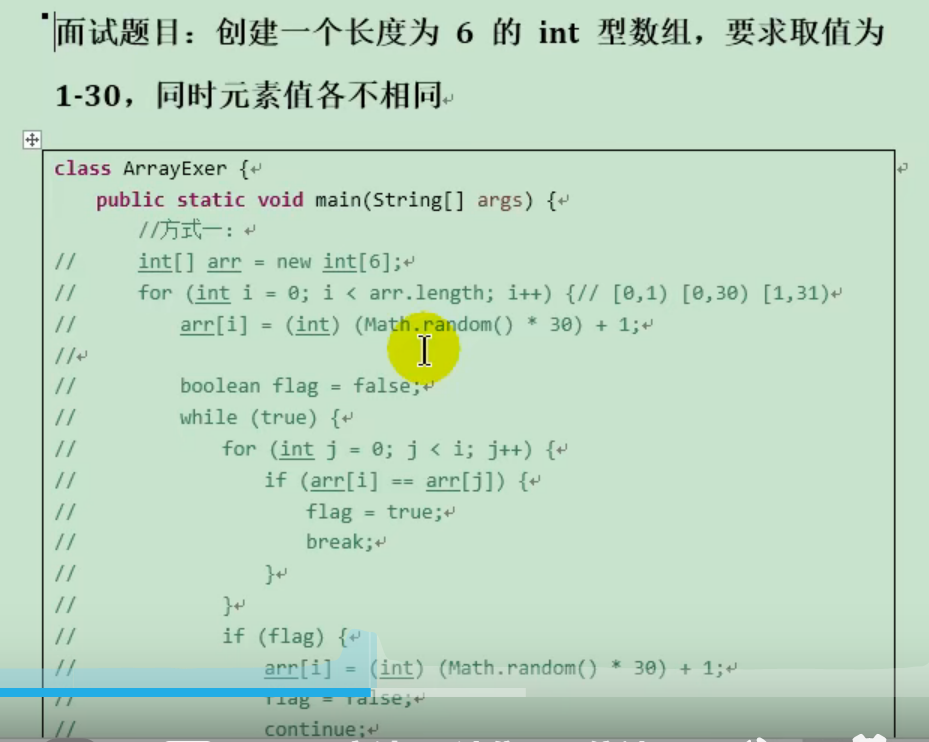 面试题目：创建一个长度为 6 的 int 型数组，要求取值为
1-30，同时元素值各不相同
class ArrayExer {
public static void main(String[] args) {
//方式一：
// int[] arr = new int[6];
// for (int i = 0; i < arr.length; i++) {// [0,1) [0,30) [1,31)
// arr[i] = (int) (Math.random() * 30) + 1;
//
// boolean flag = false;
// while (true) {
// for (int j = 0; j < i; j++) {
// if (arr[i] == arr[j]) {
// flag = true;
// break;
// }
// }
// if (flag) {
// arr[i] = (int) (Math.random() * 30) + 1;
// flag = false;
// continue;